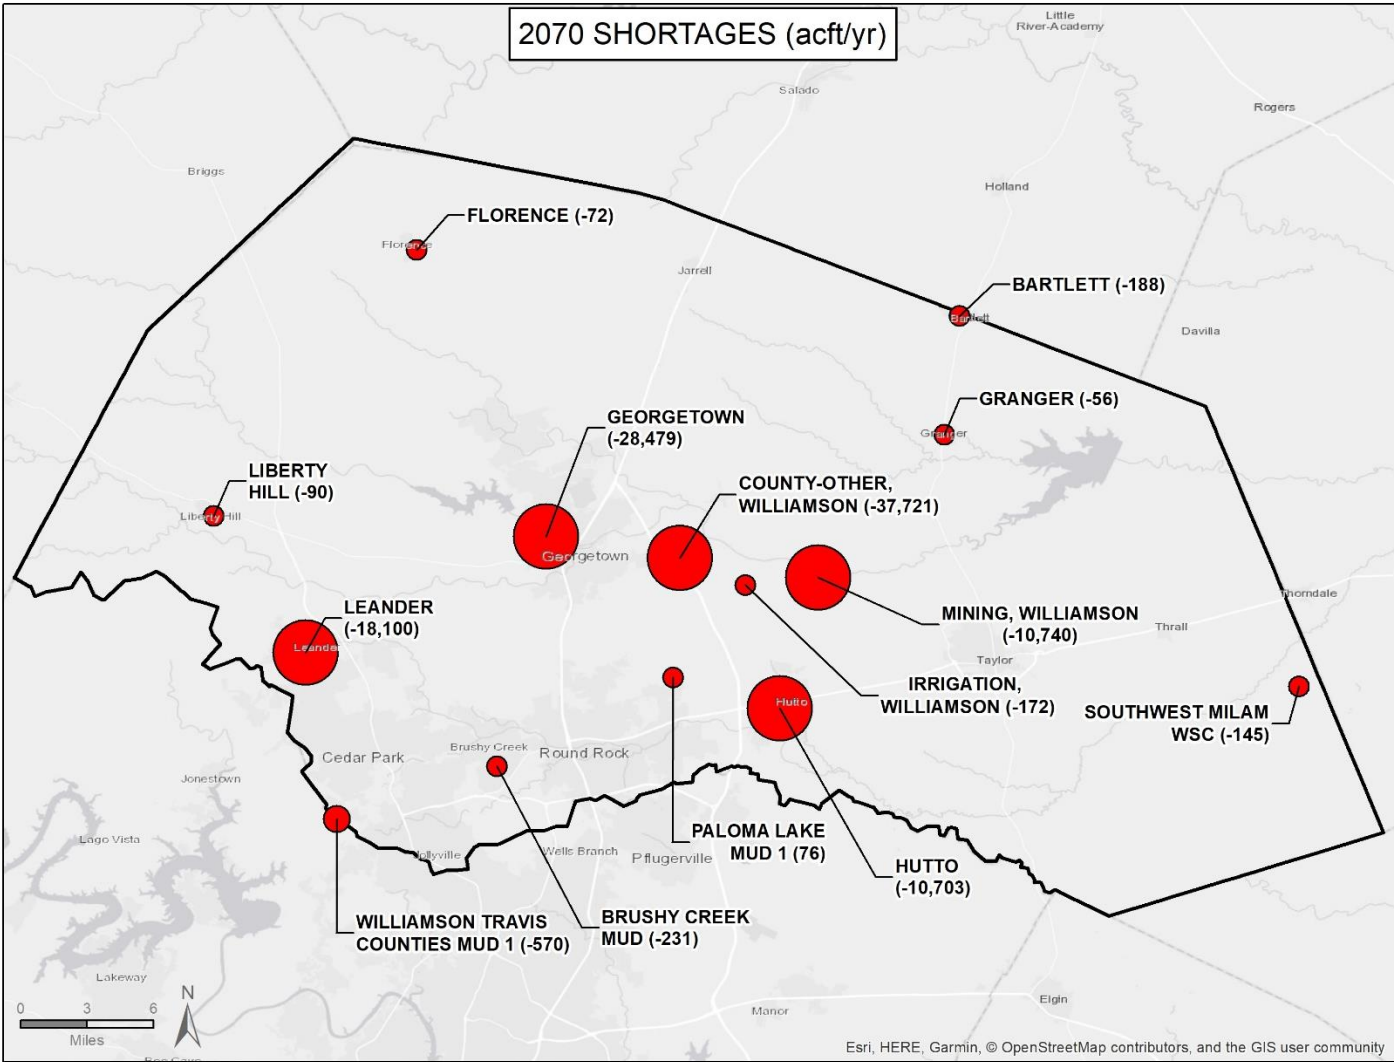 2070 SHORTAGES (acft/yr)
Little
River-Academy
Salado
Rogers
Briggs
Holland
FLORENCE (-72)
Florence
Jarrell
BARTLETT (-188)
Bartlett
Davilla
GRANGER (-56)
Granger
GEORGETOWN
(-28,479)
LIBERTY
HILL (-90)
Liberty Hill
COUNTY-OTHER,
WILLIAMSON (-37,721)
Georgetown
Thorndale
LEANDER
(-18,100)
Leander
MINING, WILLIAMSON
(-10,740)
Thrall
Taylor
IRRIGATION,
WILLIAMSON (-172)
SOUTHWEST MILAM
WSC (-145)
Hutto
Cedar Park
Brushy Creek
Round Rock
Jonestown
Lago Vista
Jollyville
Wells Branch
Pflugerville
PALOMA LAKE
MUD 1 (76)
HUTTO
(-10,703)
WILLIAMSON TRAVIS
COUNTIES MUD 1 (-570)
BRUSHY CREEK
MUD (-231)
Lakeway
N
0 3 6
Miles
Manor
Elgin
Bee Cave
Esri, HERE, Garmin, © OpenStreetMap contributors, and the GIS user community